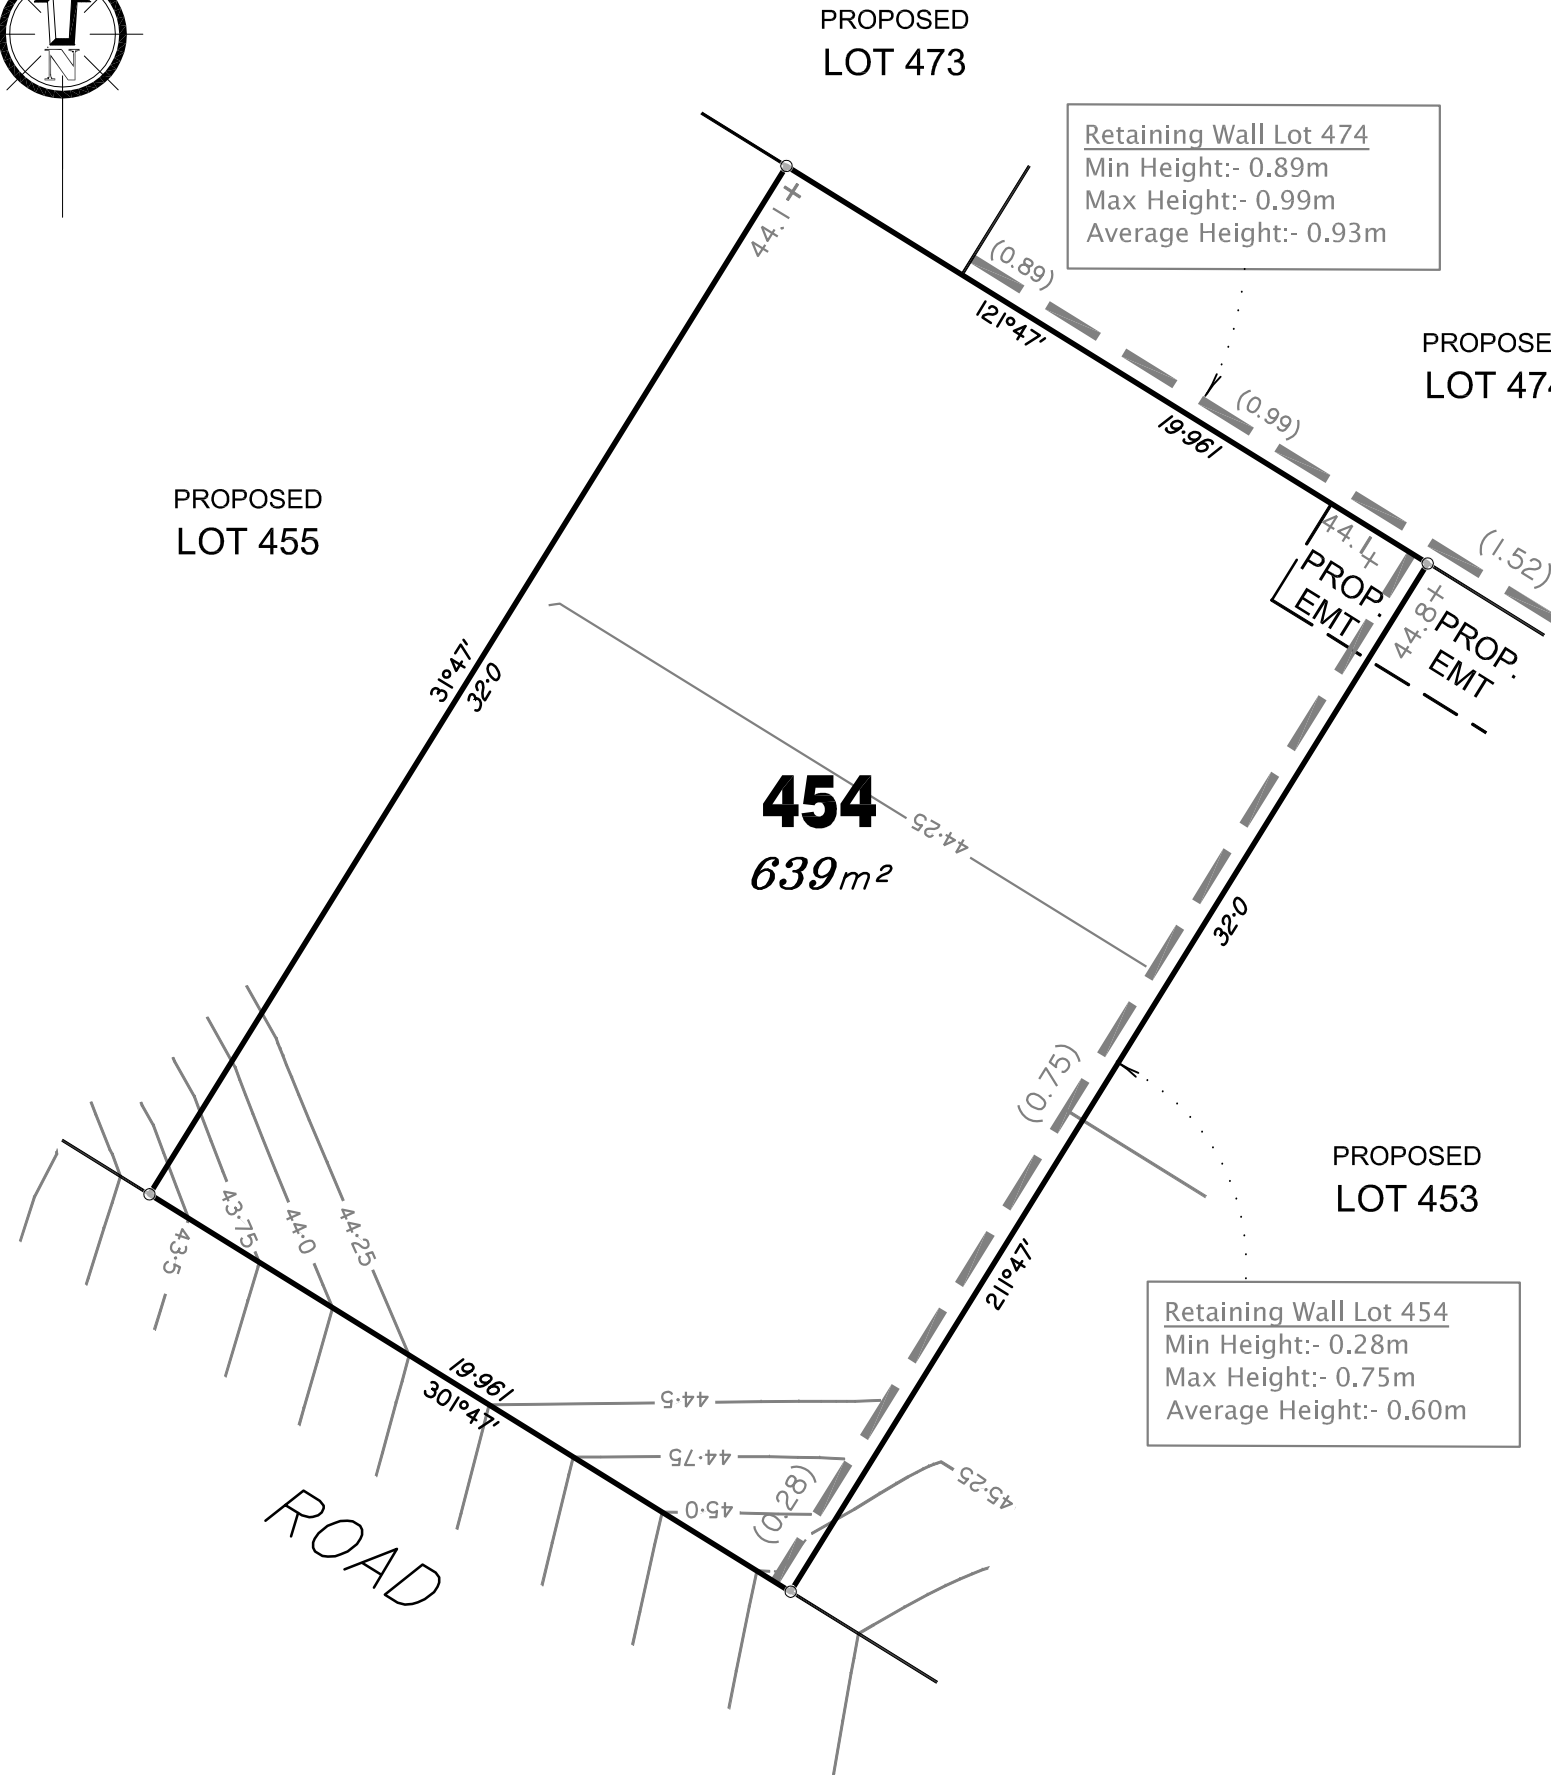 N
PROPOSED
LOT 473
Retaining Wall Lot 474
Min Height:- 0.89m
Max Height:- 0.99m
Average Height:- 0.93m
44.1
(0.89)
121°47'
(0.99)
19·961
PROPOSE
LOT 474
PROPOSED
LOT 455
44.1
(1.52)
PROP.
EMT
44.8
PROP.
EMT
31°47'
32·0
454
639m²
44·25
32·0
(0.75)
PROPOSED
LOT 453
43·5
43·75
44·0
44·25
211°47'
Retaining Wall Lot 454
Min Height:- 0.28m
Max Height:- 0.75m
Average Height:- 0.60m
19·961
301°47'
44·5
44·75
45·0
(0.28)
45·25
ROAD